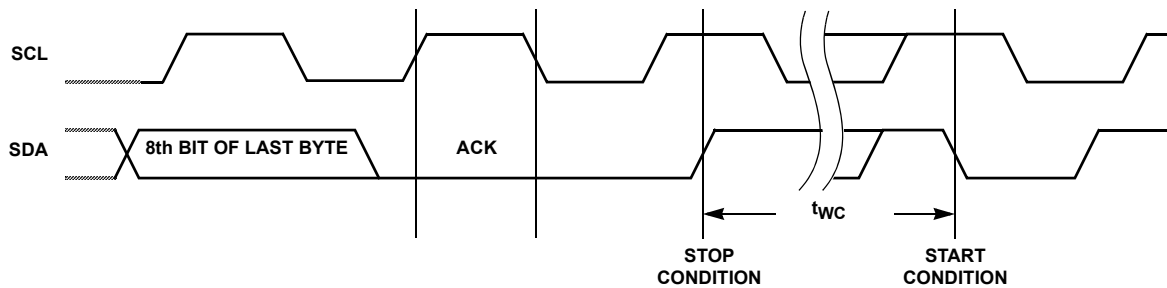 SCL
SDA
8th BIT OF LAST BYTE
ACK
tWC
STOP
CONDITION
START
CONDITION